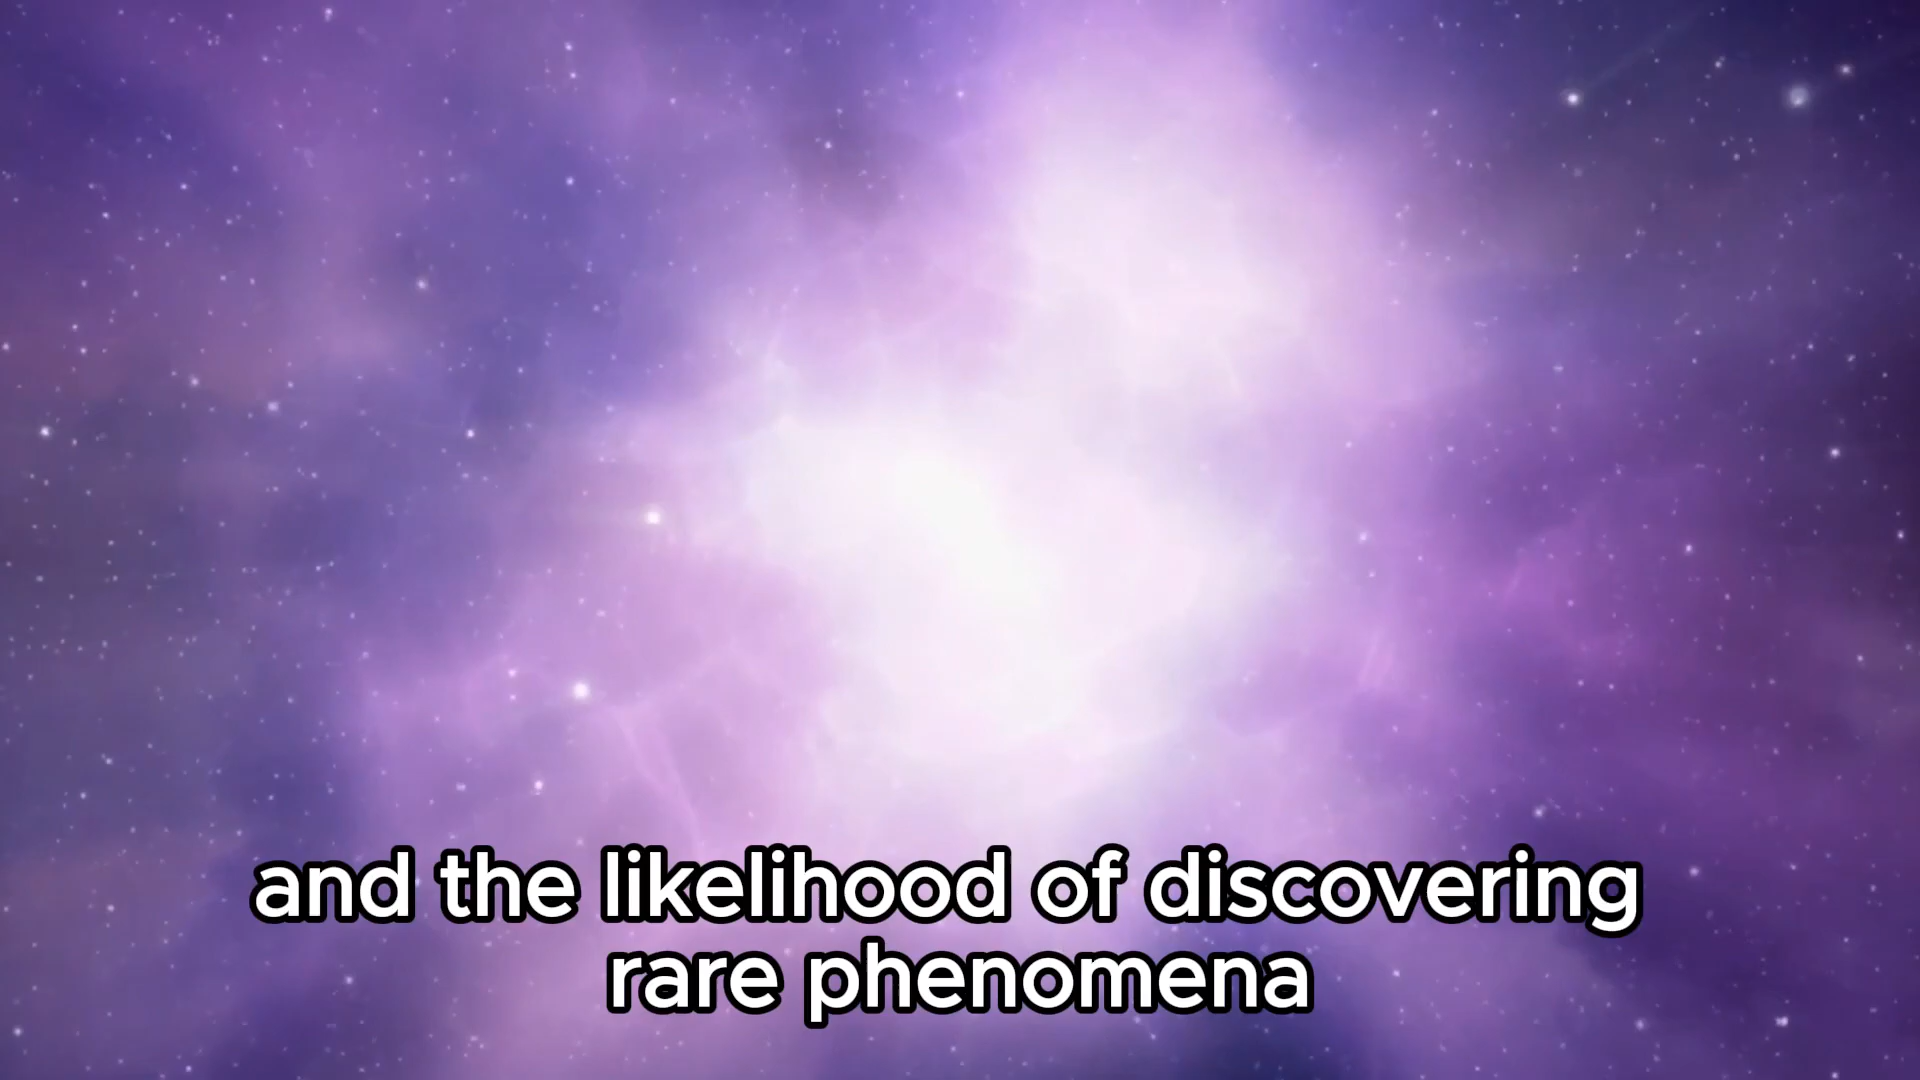 and the likelihood of discovering
rare phenomena